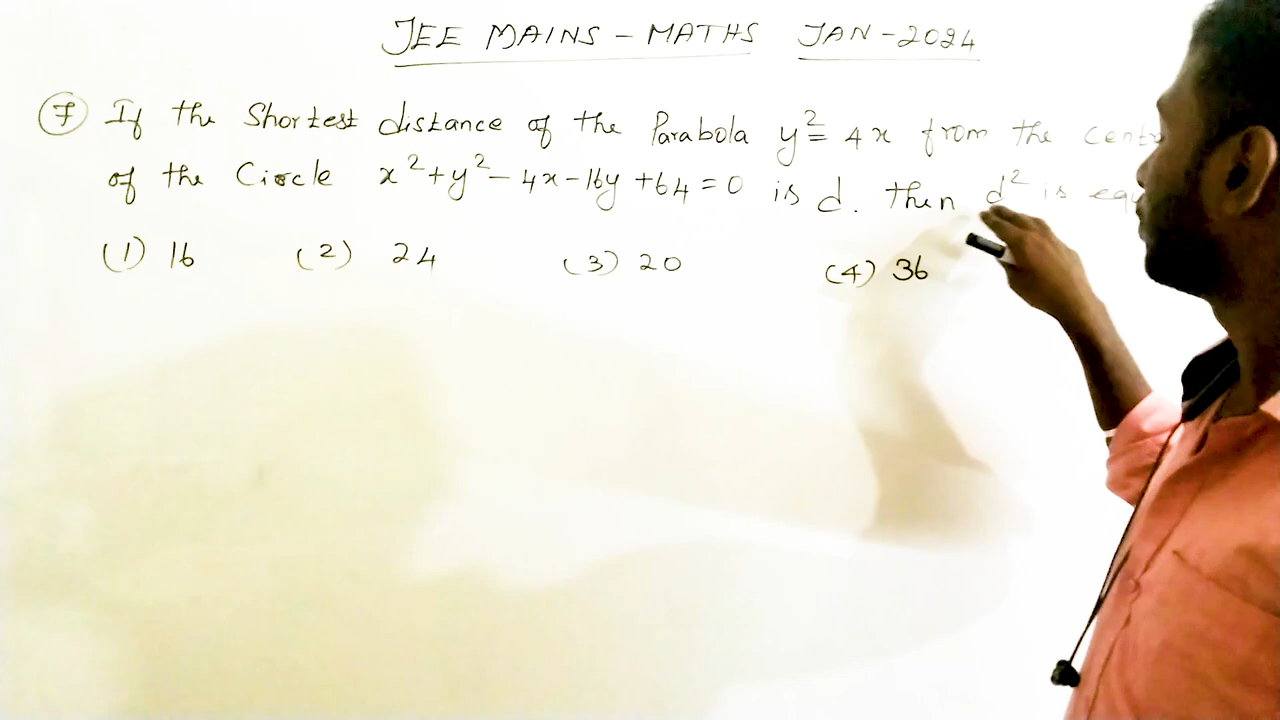 JEE MAINS - MATHS JAN - 2024
7 If the Shortest distance of the Parabola y² = 4x from the
of the Circle x² + y² - 4x - 16y + 64 = 0 is d. Then d² is
(1) 16 (2) 24 (3) 20 (4) 36